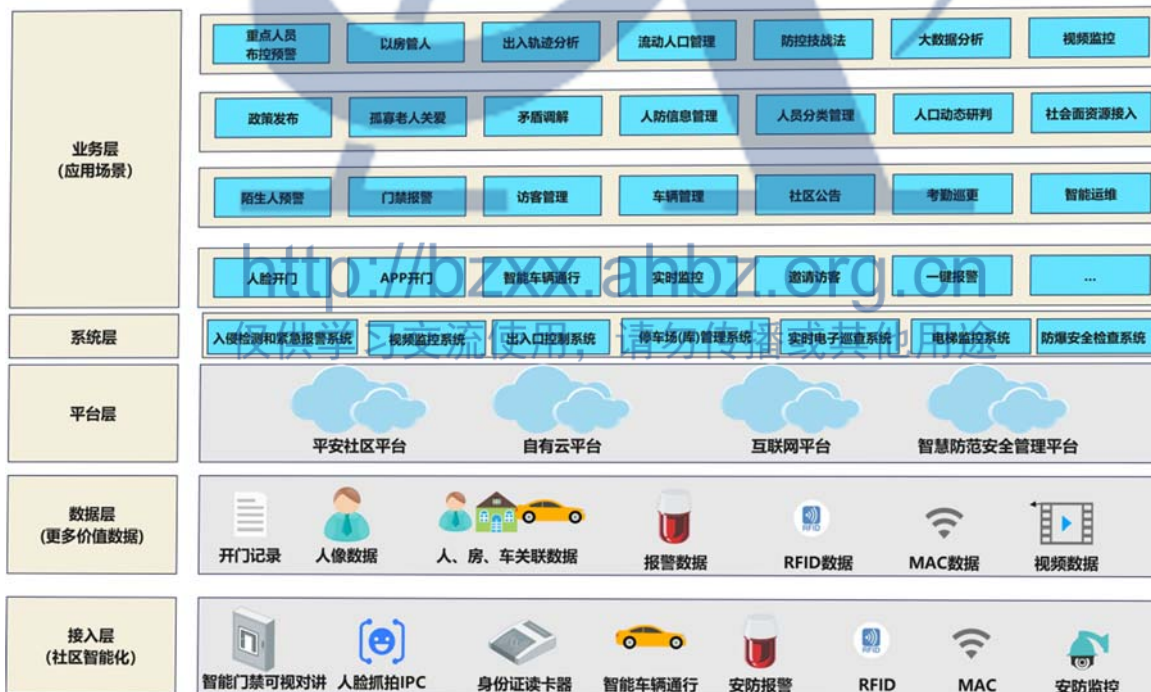 重点人员
布控预警
以房管人
出入轨迹分析
流动人口管理
防控技战法
大数据分析
视频监控
政策发布
孤寡老人关爱
矛盾调解
人防信息管理
人员分类管理
人口动态研判
社会面资源接入
业务层
(应用场景)
陌生人预警
门禁报警
访客管理
车辆管理
社区公告
考勤巡更
智能运维
http://bzxx.ahbz.org.cn
人脸开门
APP开门
智能车辆通行
实时监控
邀请访客
一键报警
...
仅供学习交流使用，请勿传播或其他用途
系统层
入侵检测和紧急报警系统
视频监控系统
出入口控制系统
停车场(库)管理系统
实时电子巡查系统
电梯监控系统
防爆安全检查系统
平台层
平安社区平台
自有云平台
互联网平台
智慧防范安全管理平台
数据层
(更多价值数据)
开门记录
人像数据
人、房、车关联数据
报警数据
RFID
RFID数据
MAC数据
视频数据
接入层
(社区智能化)
智能门禁可视对讲
人脸抓拍IPC
身份证读卡器
智能车辆通行
安防报警
RFID
RFID
MAC
安防监控